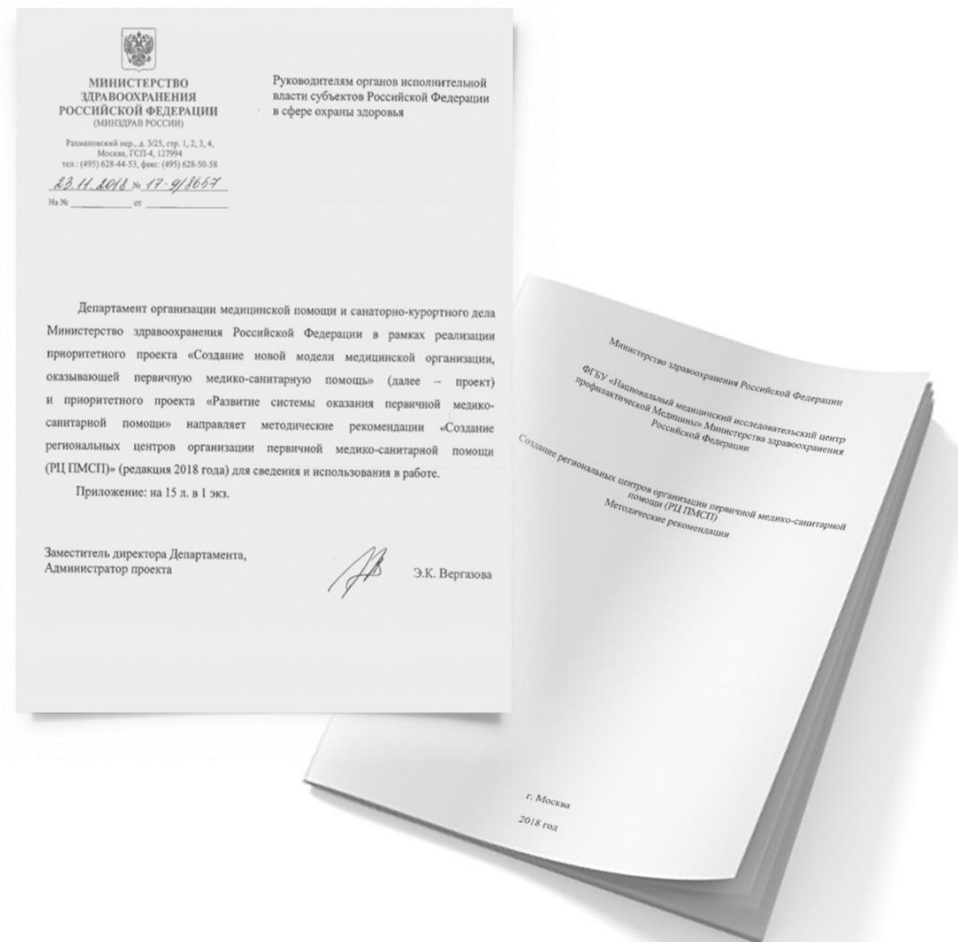 МИНИСТЕРСТВО
ЗДРАВООХРАНЕНИЯ
РОССИЙСКОЙ ФЕДЕРАЦИИ
(МИНЗДРАВ РОССИИ)
Рахмановский пер., д. 3/25, стр. 1, 2, 3, 4,
Москва, ГСП-4, 127994
тел.: (495) 628-44-53, факс: (495) 628-50-58
23.11.2018 № 17-9/8657
На № ____________ от ________________
Руководителям органов исполнительной
власти субъектов Российской Федерации
в сфере охраны здоровья
Департамент организации медицинской помощи и санаторно-курортного дела
Министерство здравоохранения Российской Федерации в рамках реализации
приоритетного проекта «Создание новой модели медицинской организации,
оказывающей первичную медико-санитарную помощь» (далее – проект)
и приоритетного проекта «Развитие системы оказания первичной медико-
санитарной помощи» направляет методические рекомендации «Создание
региональных центров организации первичной медико-санитарной помощи
(РЦ ПМСП)» (редакция 2018 года) для сведения и использования в работе.
Приложение: на 15 л. в 1 экз.
Заместитель директора Департамента,
Администратор проекта
Э.К. Вергазова
Министерство здравоохранения Российской Федерации
ФГБУ «Национальный медицинский исследовательский центр
профилактической Медицины» Министерства здравоохранения
Российской Федерации
Создание региональных центров организации первичной медико-санитарной
помощи (РЦ ПМСП)
Методические рекомендации
г. Москва
2018 год